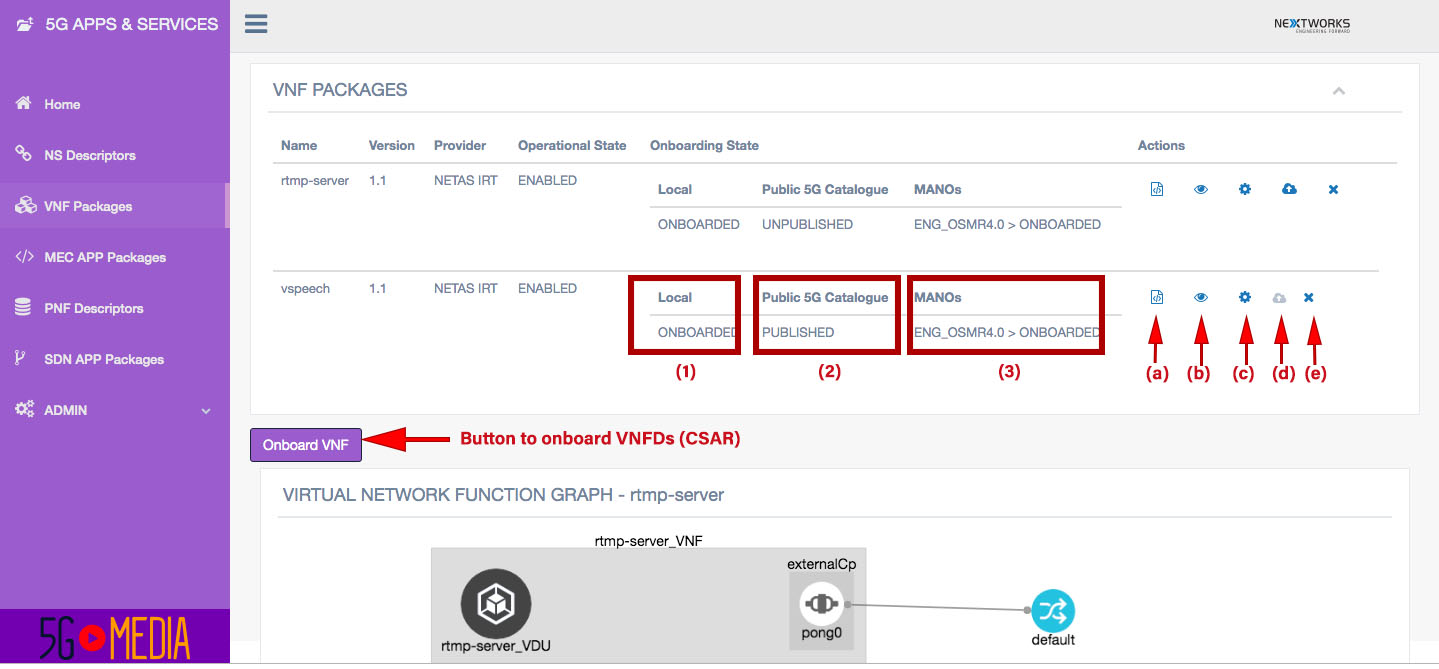 5G APPS & SERVICES
NEXTWORKS
ENGINEERING FORWARD
Home
NS Descriptors
VNF Packages
MEC APP Packages
PNF Descriptors
SDN APP Packages
ADMIN
5G MEDIA
VNF PACKAGES
Name Version Provider Operational State Onboarding State Actions
rtmp-server 1.1 NETAS IRT ENABLED
Local Public 5G Catalogue MANOs
ONBOARDED UNPUBLISHED ENG_OSMR4.0 > ONBOARDED
vspeech 1.1 NETAS IRT ENABLED
Local Public 5G Catalogue MANOs
ONBOARDED PUBLISHED ENG_OSMR4.0 > ONBOARDED
(1) (2) (3) (a) (b) (c) (d) (e)
Onboard VNF Button to onboard VNFDs (CSAR)
VIRTUAL NETWORK FUNCTION GRAPH - rtmp-server
rtmp-server_VNF
externalCp
pong0
default
rtmp-server_VDU